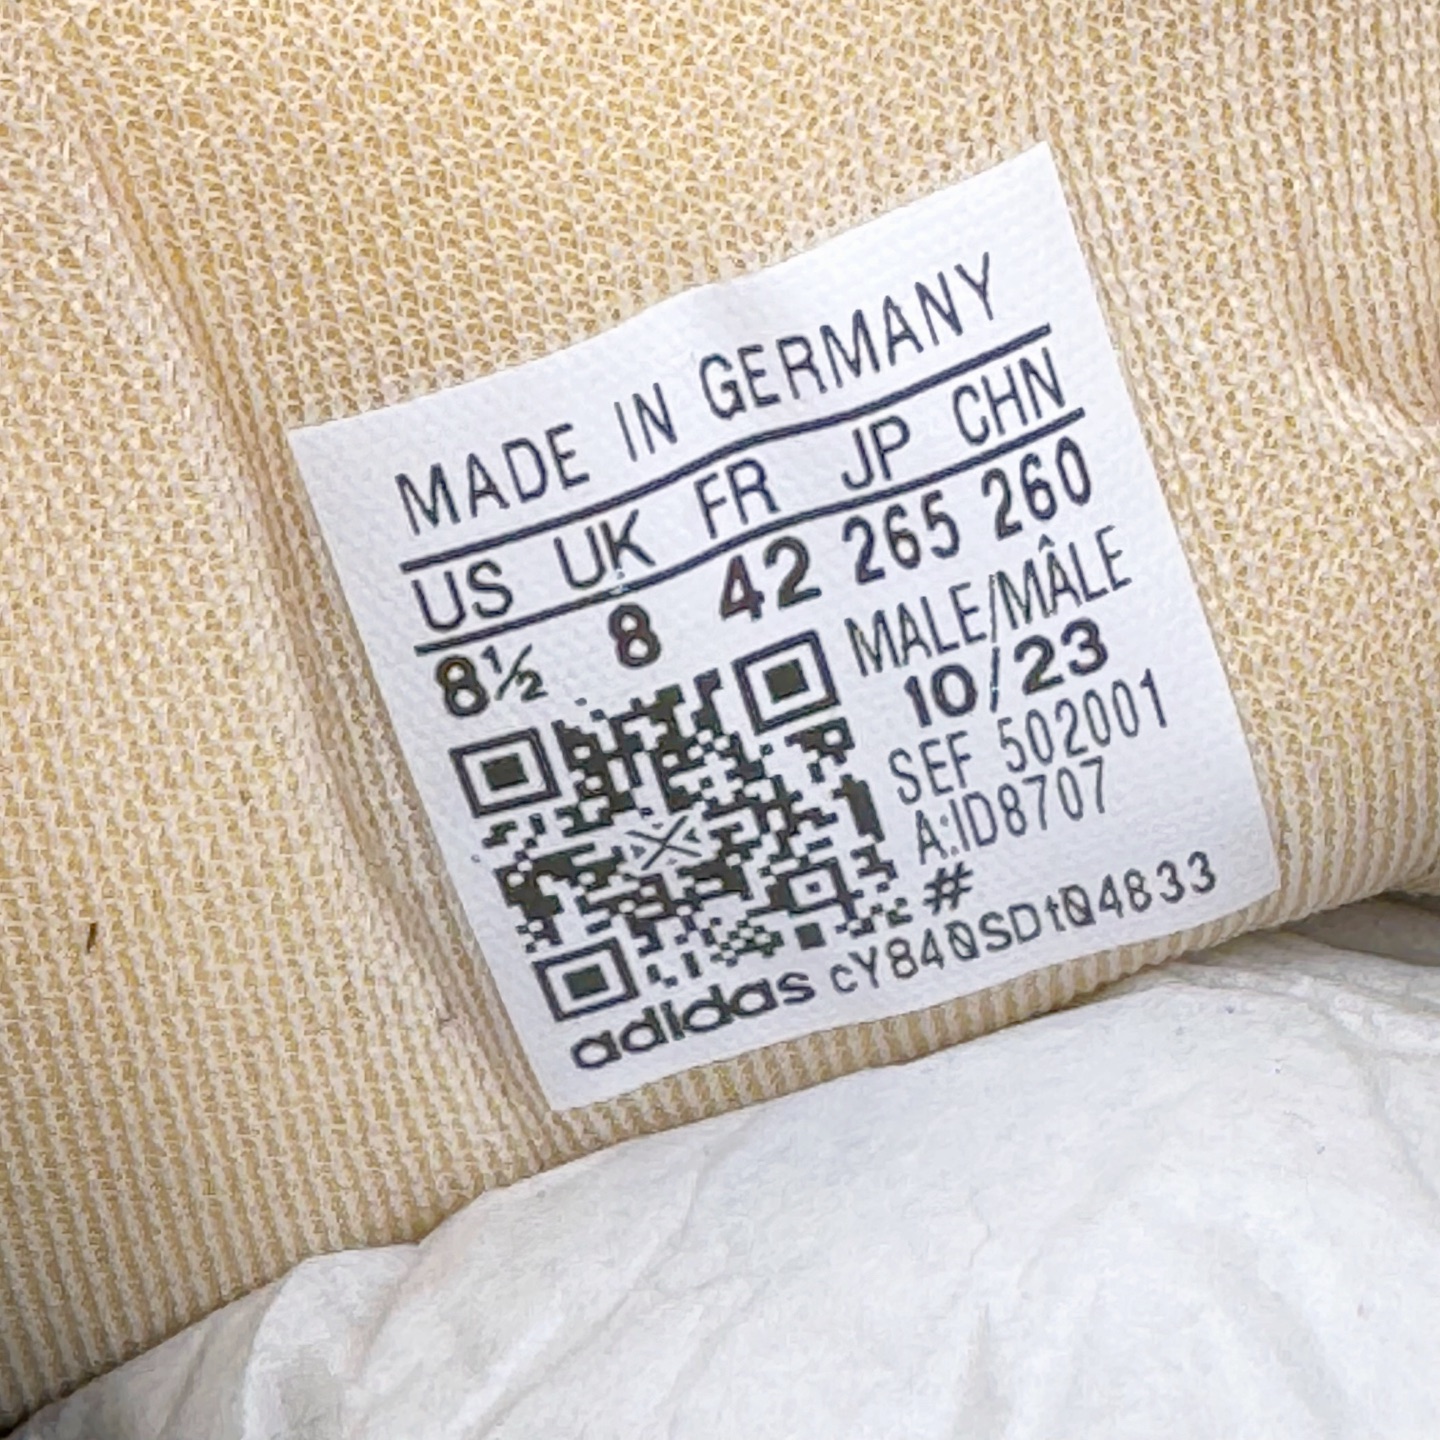 MADE IN GERMANY
US UK FR JP CHN
8½ 8 42 265 260
MALE/MÂLE
10/23
SEF 502001
A:ID8707
#
adidas cY840SDtQ4833